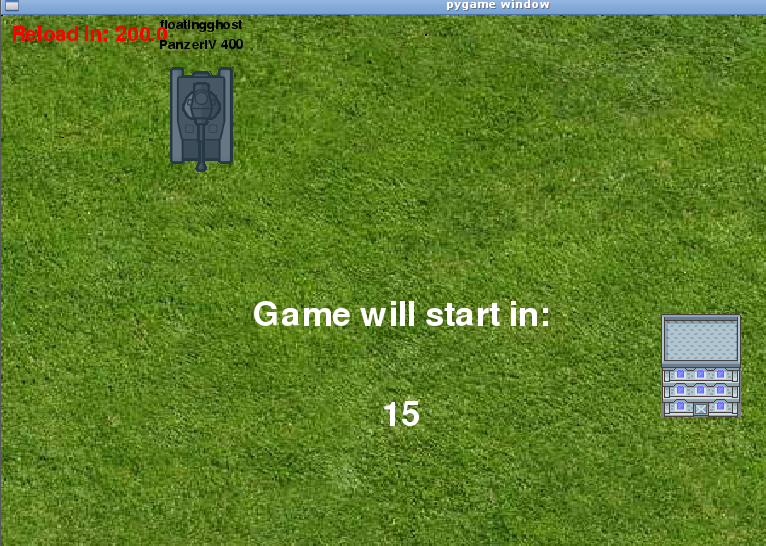 pygame window
floatingghost
Reload in: 200.0
PanzerIV 400
Game will start in:
15